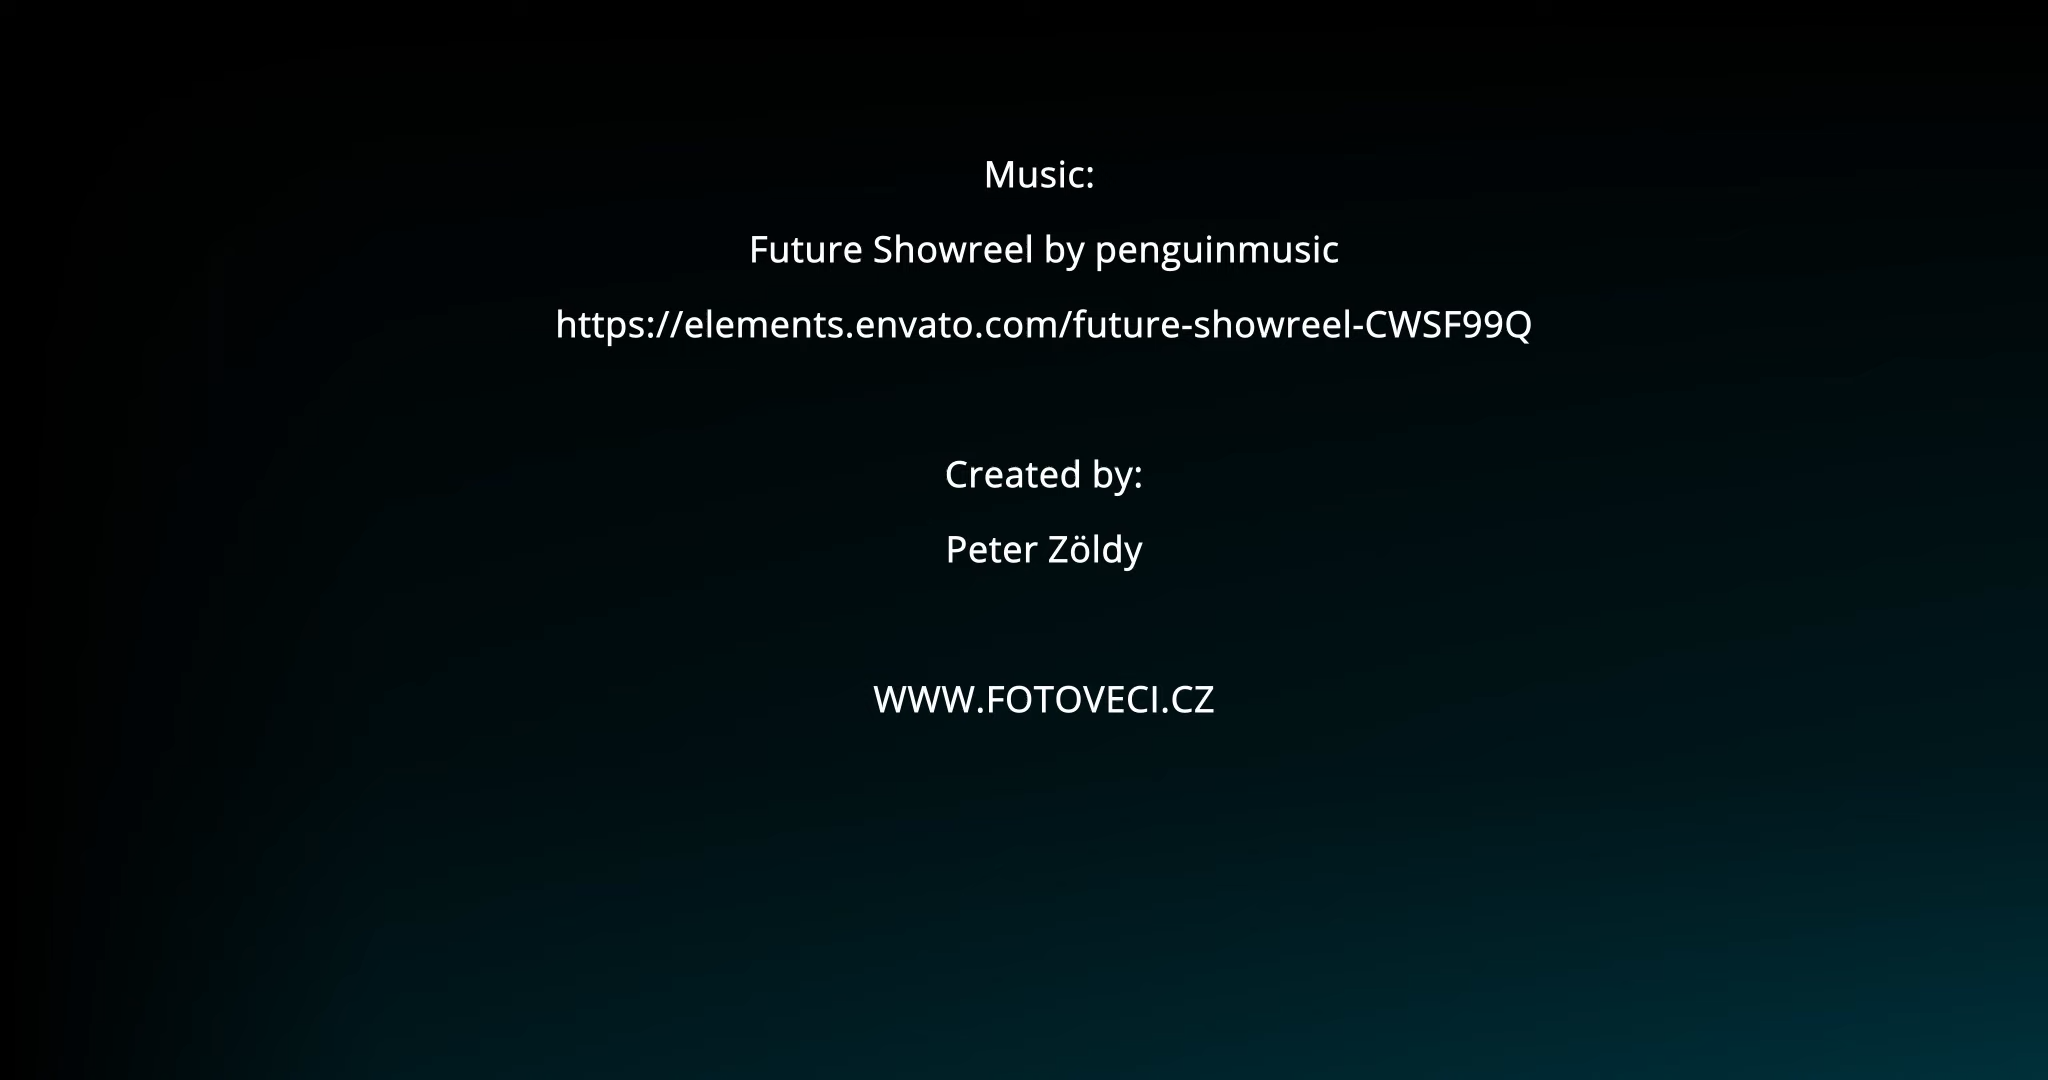 Music:
Future Showreel by penguinmusic
https://elements.envato.com/future-showreel-CWSF99Q
Created by:
Peter Zöldy
WWW.FOTOVECI.CZ